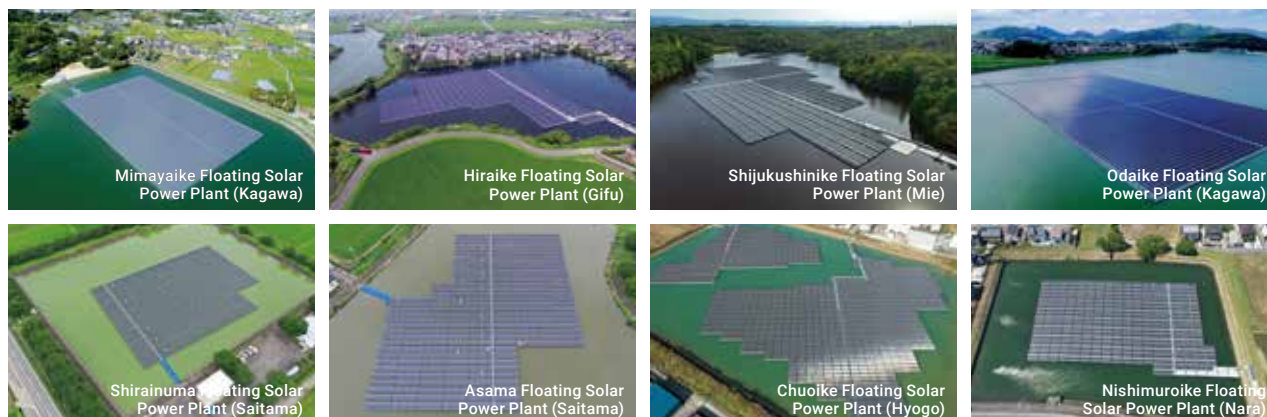 Mimayaike Floating Solar
Power Plant (Kagawa)
Hiraike Floating Solar
Power Plant (Gifu)
Shijukushinike Floating Solar
Power Plant (Mie)
Odaike Floating Solar
Power Plant (Kagawa)
Shirainuma Floating Solar
Power Plant (Saitama)
Asama Floating Solar
Power Plant (Saitama)
Chuoike Floating Solar
Power Plant (Hyogo)
Nishimuroike Floating
Solar Power Plant (Nara)